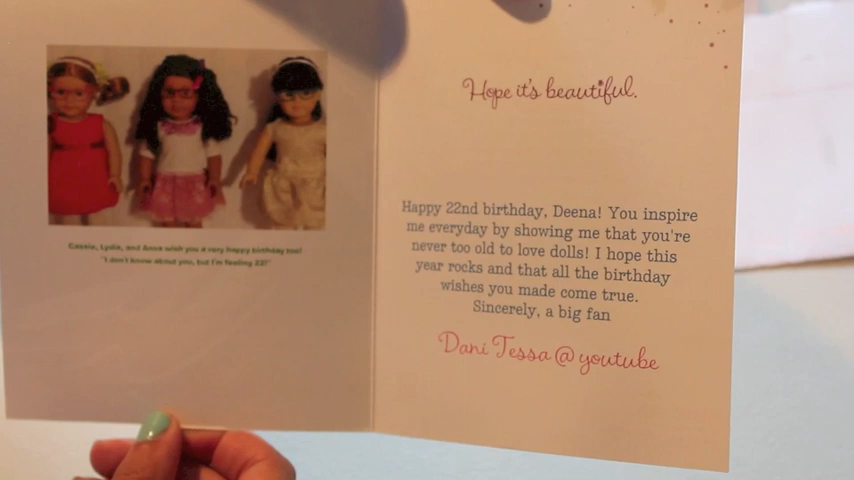 Cassie, Lydia, and Anna wish you a very happy birthday too!
"I don't know about you, but I'm feeling 22!"
Hope it's beautiful.
Happy 22nd birthday, Deena! You inspire
me everyday by showing me that you're
never too old to love dolls! I hope this
year rocks and that all the birthday
wishes you made come true.
Sincerely, a big fan
Dani Tessa @ youtube